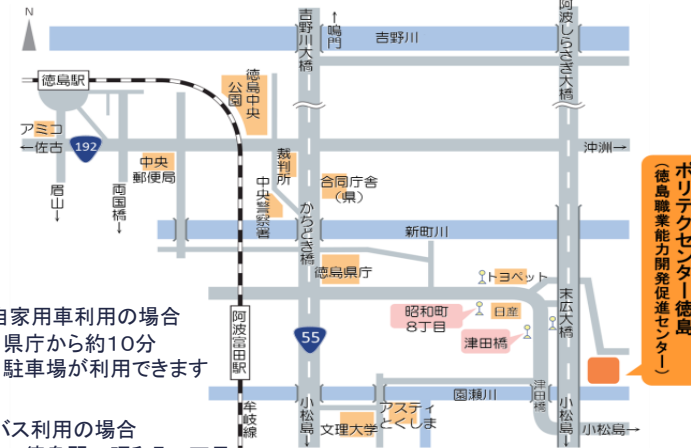 N
吉野川大橋
↑鳴門
吉野川
阿波しらさぎ大橋
徳島駅
徳島中央公園
アミコ
←佐古
192
中央郵便局
裁判所
中央警察署
合同庁舎(県)
沖洲→
眉山→
両国橋→
かちどき橋
新町川
徳島県庁
トヨペット
日産
昭和町8丁目
津田橋
末広大橋
ポリテクセンター徳島
(徳島職業能力開発促進センター)
自家用車利用の場合
県庁から約10分
駐車場が利用できます
阿波富田駅
55
園瀬川
津田橋
牟岐線
小松島→
文理大学
アスティとくしま
小松島→
小松島→
バス利用の場合